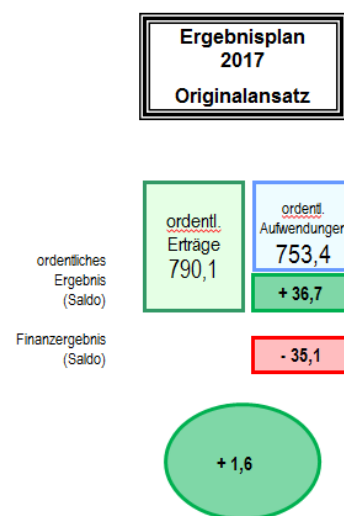 Ergebnisplan
2017
Originalansatz
ordentl.
Erträge
790,1
ordentl.
Aufwendungen
753,4
ordentliches
Ergebnis
(Saldo)
+ 36,7
Finanzergebnis
(Saldo)
- 35,1
+ 1,6